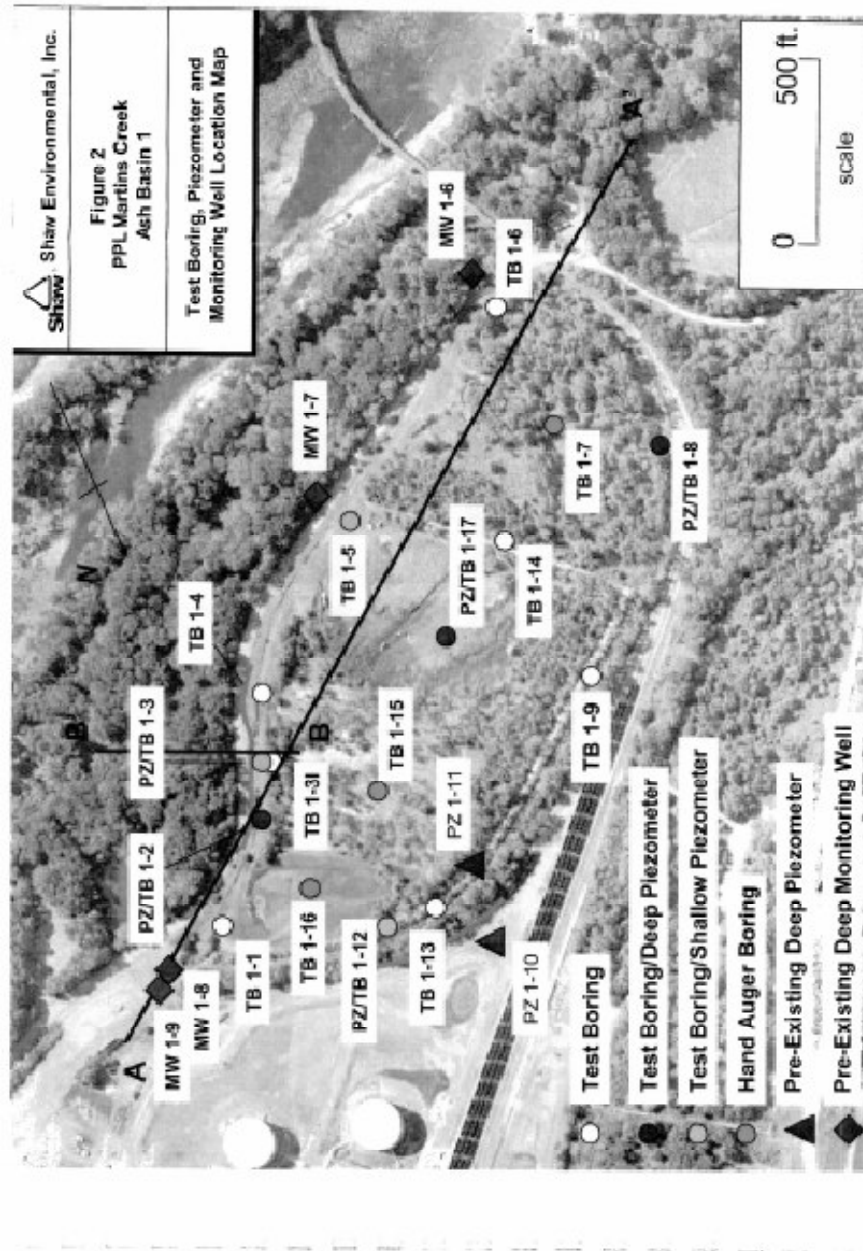 Shaw Shaw Environmental, Inc.
Figure 2
PPL Martins Creek
Ash Basin 1
Test Boring, Piezometer and
Monitoring Well Location Map
A
MW 1-9
MW 1-8
PZ/TB 1-2
PZ/TB 1-3
B'
TB 1-4
N
MW 1-7
MW 1-6
TB 1-6
A'
TB 1-1
TB 1-16
TB 1-3I
B
TB 1-15
TB 1-5
PZ/TB 1-12
TB 1-13
PZ 1-11
PZ 1-10
PZ/TB 1-17
TB 1-14
TB 1-7
PZ/TB 1-8
TB 1-9
0 500 ft.
scale
Test Boring
Test Boring/Deep Piezometer
Test Boring/Shallow Piezometer
Hand Auger Boring
Pre-Existing Deep Piezometer
Pre-Existing Deep Monitoring Well